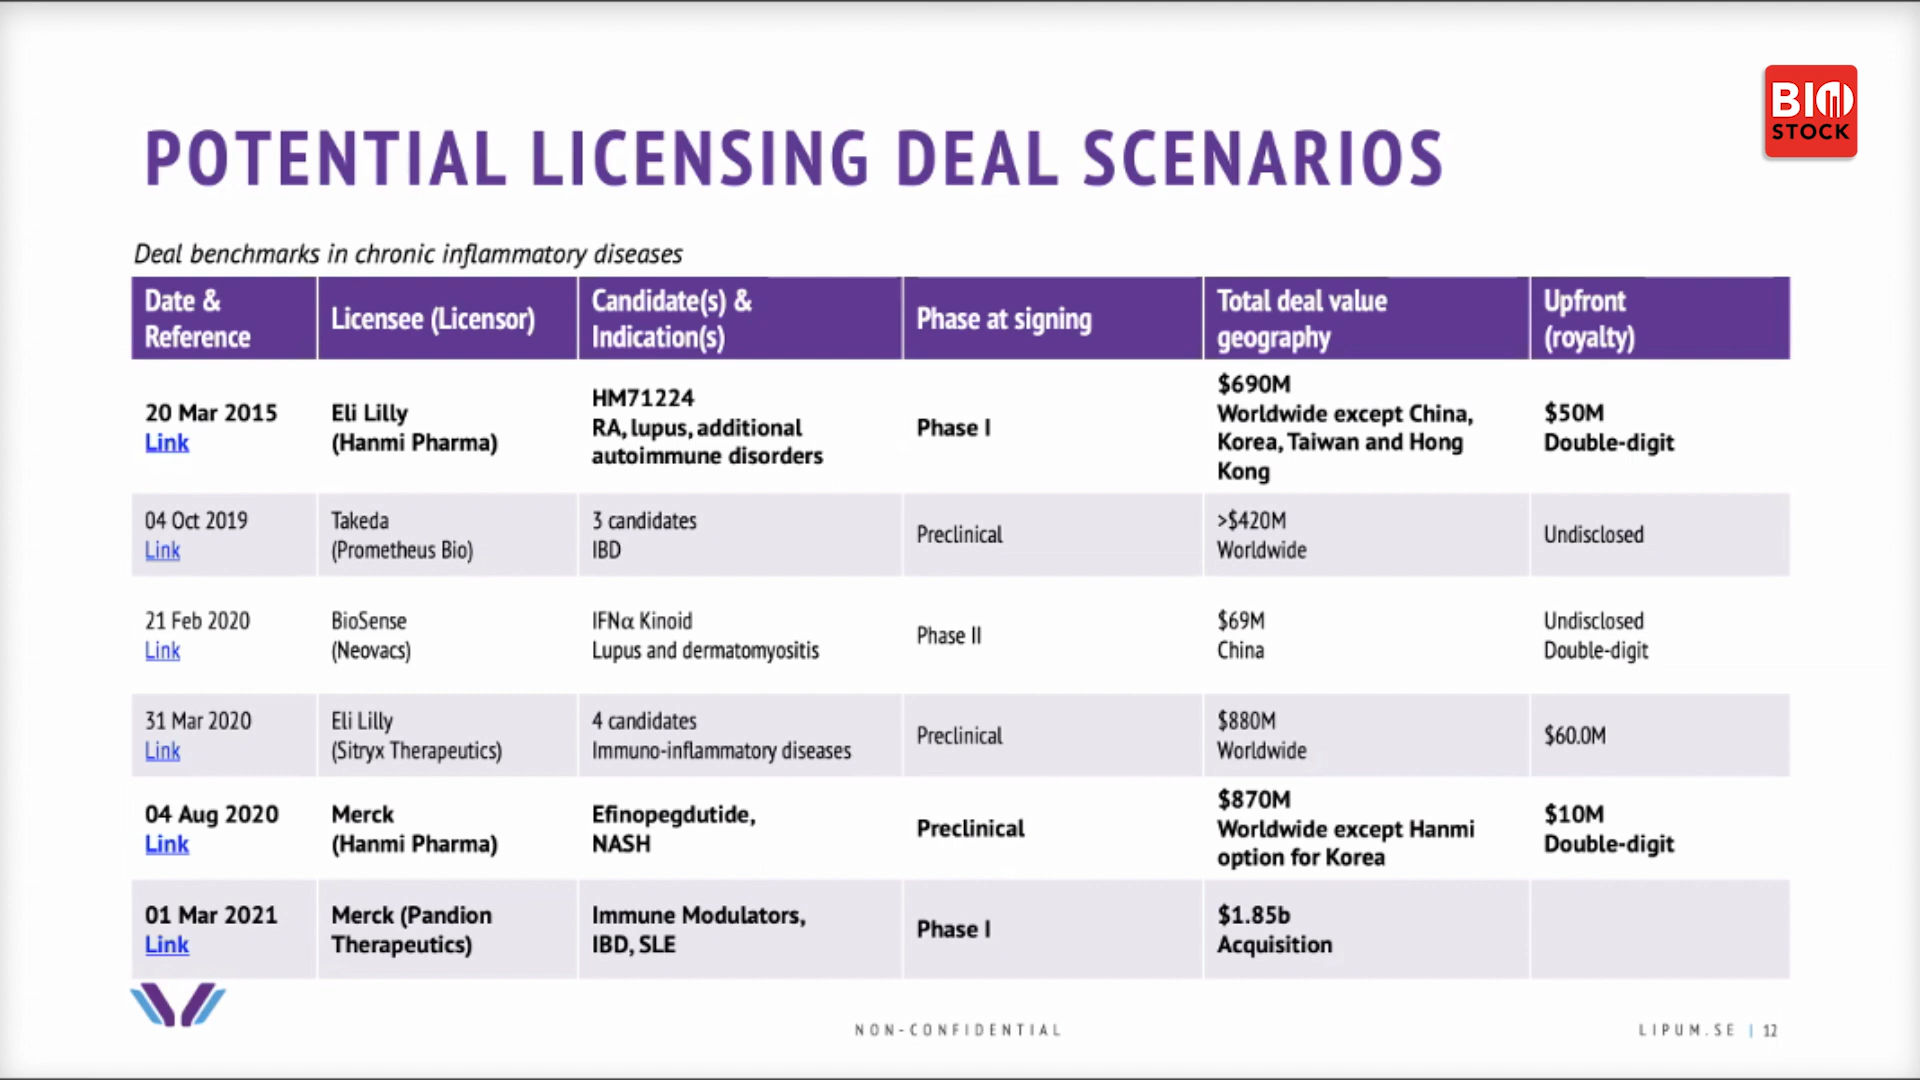 BIO
STOCK
POTENTIAL LICENSING DEAL SCENARIOS
Deal benchmarks in chronic inflammatory diseases
Date &
Reference
Licensee (Licensor)
Candidate(s) &
Indication(s)
Phase at signing
Total deal value
geography
Upfront
(royalty)
20 Mar 2015
Link
Eli Lilly
(Hanmi Pharma)
HM71224
RA, lupus, additional
autoimmune disorders
Phase I
$690M
Worldwide except China,
Korea, Taiwan and Hong
Kong
$50M
Double-digit
04 Oct 2019
Link
Takeda
(Prometheus Bio)
3 candidates
IBD
Preclinical
>$420M
Worldwide
Undisclosed
21 Feb 2020
Link
BioSense
(Neovacs)
IFNα Kinoid
Lupus and dermatomyositis
Phase II
$69M
China
Undisclosed
Double-digit
31 Mar 2020
Link
Eli Lilly
(Sitryx Therapeutics)
4 candidates
Immuno-inflammatory diseases
Preclinical
$880M
Worldwide
$60.0M
04 Aug 2020
Link
Merck
(Hanmi Pharma)
Efinopegdutide,
NASH
Preclinical
$870M
Worldwide except Hanmi
option for Korea
$10M
Double-digit
01 Mar 2021
Link
Merck (Pandion
Therapeutics)
Immune Modulators,
IBD, SLE
Phase I
$1.85b
Acquisition
NON-CONFIDENTIAL
LIPUM.SE | 12